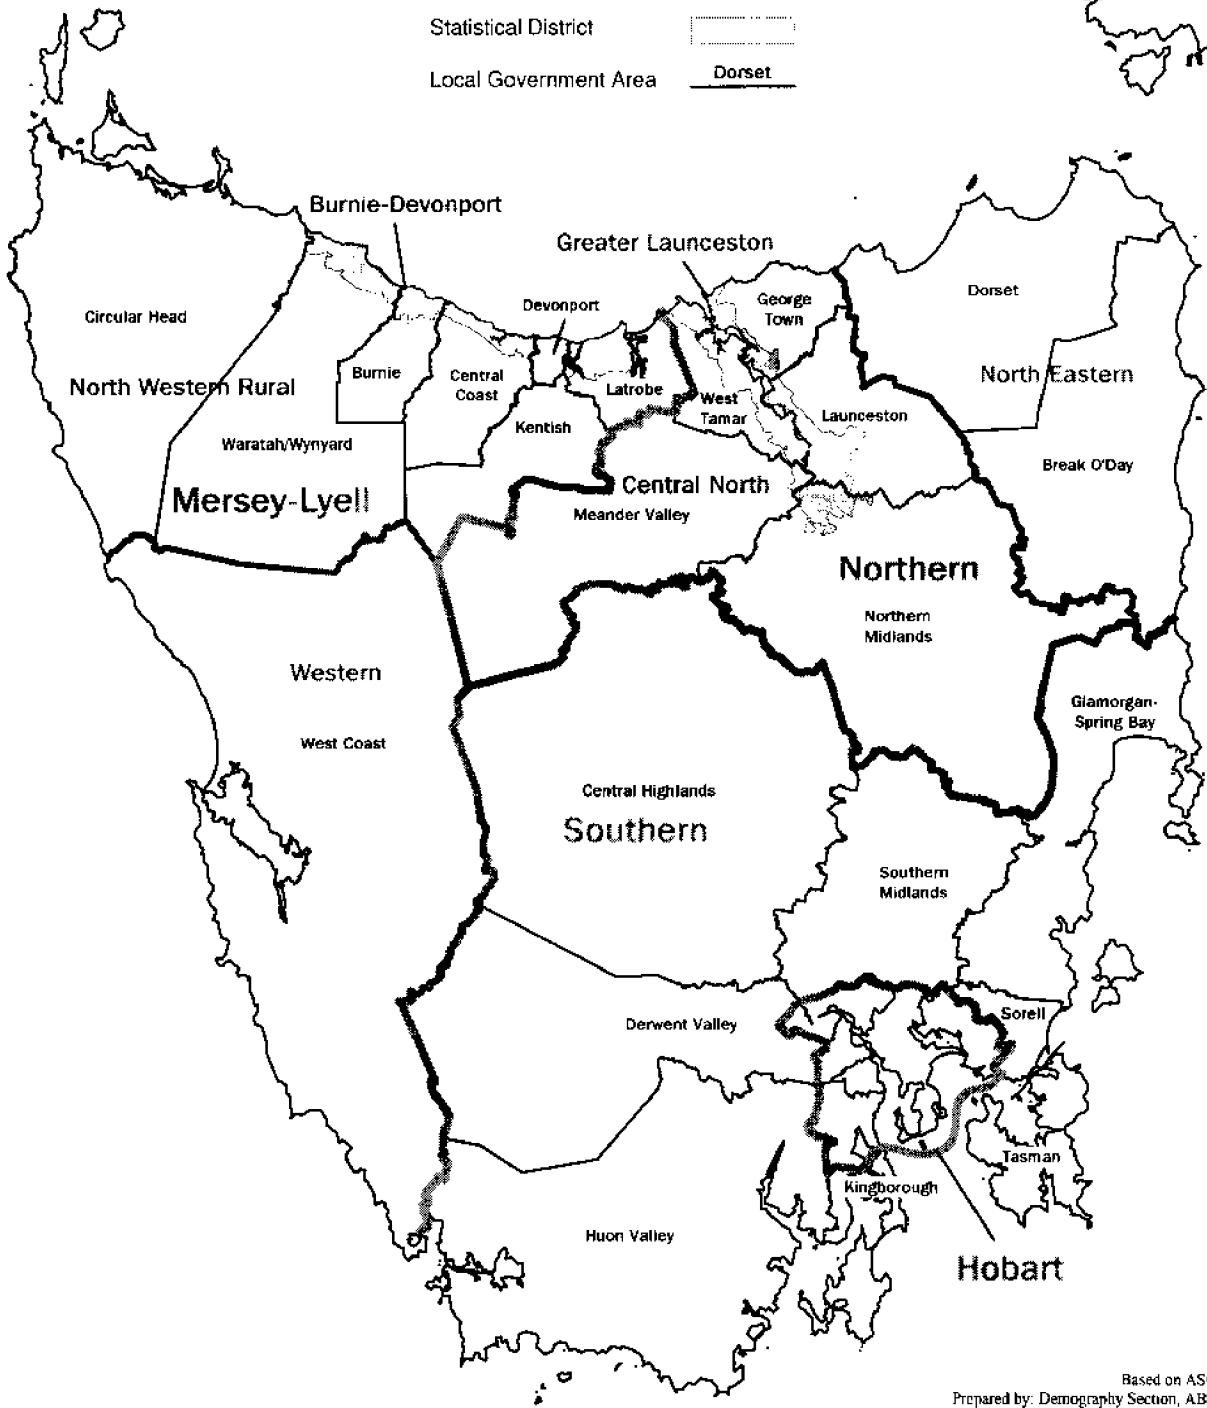 Statistical District
Local Government Area
Dorset
Burnie-Devonport
Greater Launceston
Devonport
George
Town
Dorset
Circular Head
North Western Rural
Burnie
Central
Coast
Latrobe
West
Tamar
Launceston
North Eastern
Kentish
Waratah/Wynyard
Break O'Day
Mersey-Lyell
Central North
Meander Valley
Northern
Northern
Midlands
Western
West Coast
Glamorgan-
Spring Bay
Central Highlands
Southern
Southern
Midlands
Derwent Valley
Sorell
Tasman
Kingborough
Huon Valley
Hobart
Based on AS
Prepared by: Demography Section, AB